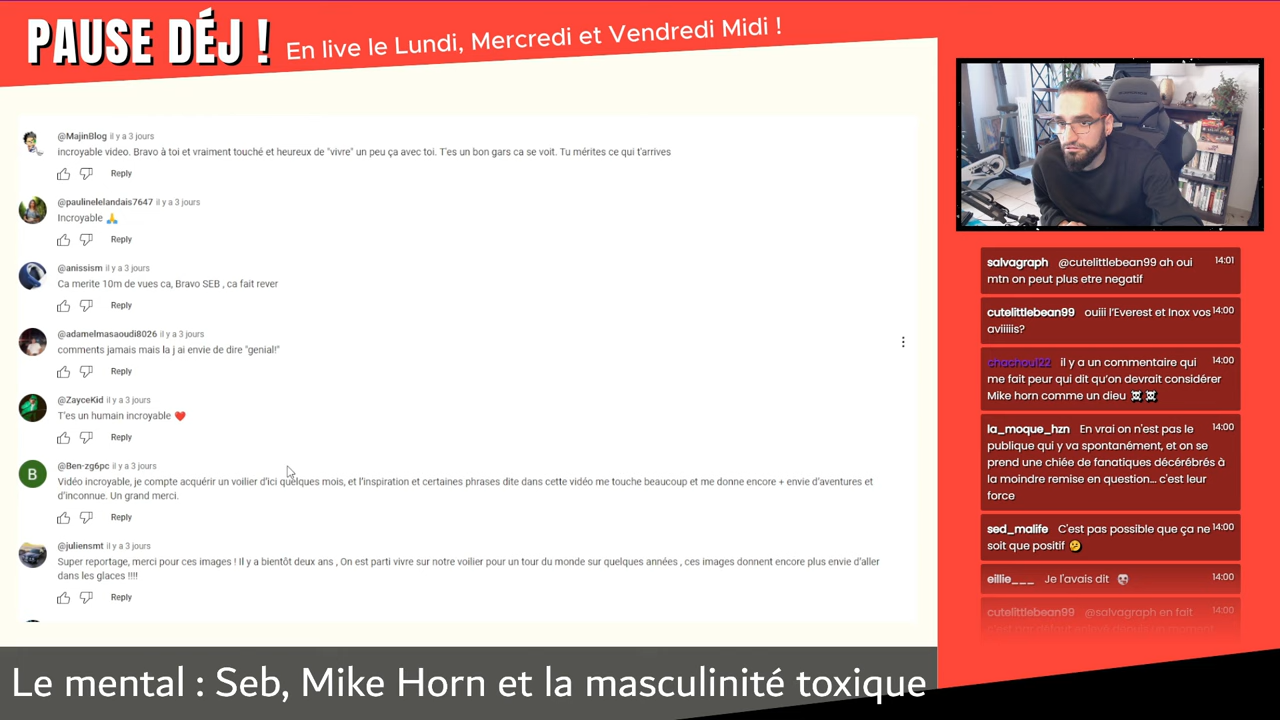 PAUSE DÉJ !
En live le Lundi, Mercredi et Vendredi Midi !
@MajinBlog il y a 3 jours
incroyable video. Bravo à toi et vraiment touché et heureux de "vivre" un peu ça avec toi. T'es un bon gars ca se voit. Tu mérites ce qui t'arrives
Reply
@paulinelelandais7647 il y a 3 jours
Incroyable 🙏
Reply
@anissism il y a 3 jours
Ca merite 10m de vues ca, Bravo SEB , ca fait rever
Reply
@adamelmasaoudi8026 il y a 3 jours
comments jamais mais la j ai envie de dire "genial!"
Reply
@ZayceKid il y a 3 jours
T'es un humain incroyable ❤️
Reply
B
@Ben-zg6pc il y a 3 jours
Vidéo incroyable, je compte acquérir un voilier d'ici quelques mois, et l'inspiration et certaines phrases dite dans cette vidéo me touche beaucoup et me donne encore + envie d'aventures et
d'inconnue. Un grand merci.
Reply
@juliensmt il y a 3 jours
Super reportage, merci pour ces images ! Il y a bientôt deux ans , On est parti vivre sur notre voilier pour un tour du monde sur quelques années , ces images donnent encore plus envie d'aller
dans les glaces !!!!
Reply
salvagraph @cutelittlebean99 ah oui 14:01
mtn on peut plus etre negatif
cutelittlebean99 ouiii l'Everest et Inox vos 14:00
aviiiiis?
chachou122 il y a un commentaire qui 14:00
me fait peur qui dit qu'on devrait considérer
Mike horn comme un dieu ☠️ ☠️
la_moque_hzn En vrai on n'est pas le 14:00
publique qui y va spontanément, et on se
prend une chiée de fanatiques décérébrés à
la moindre remise en question... c'est leur
force
sed_malife C'est pas possible que ça ne 14:00
soit que positif 🤔
eillie___ Je l'avais dit 💀 14:00
cutelittlebean99 @salvagraph en fait 14:00
Le mental : Seb, Mike Horn et la masculinité toxique